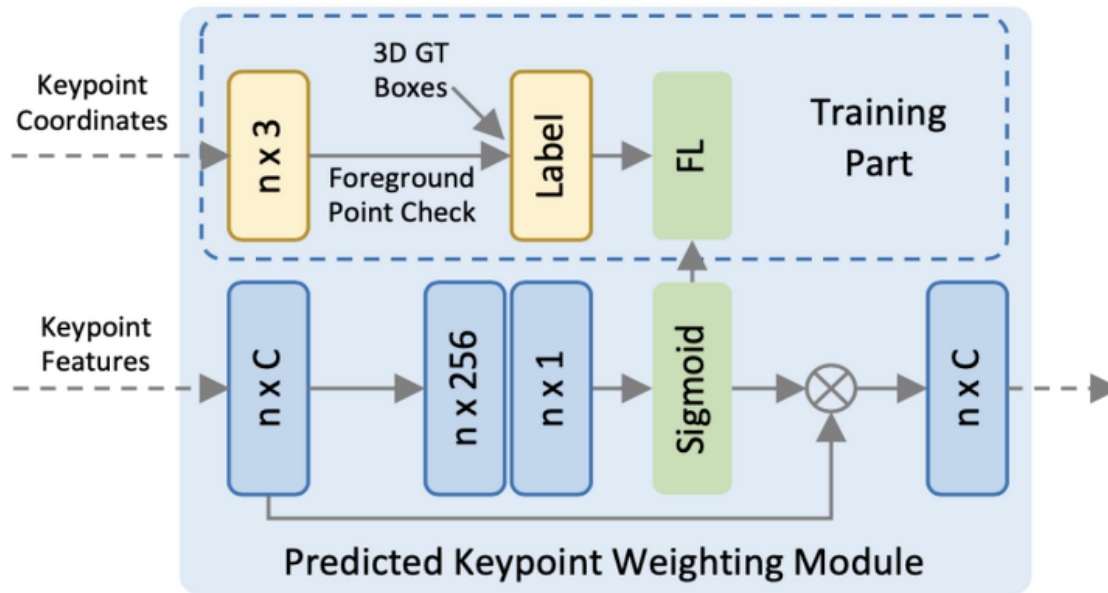 Keypoint
Coordinates
n x 3
3D GT
Boxes
Foreground
Point Check
Label
FL
Training
Part
Keypoint
Features
n x C
n x 256
n x 1
Sigmoid
n x C
Predicted Keypoint Weighting Module